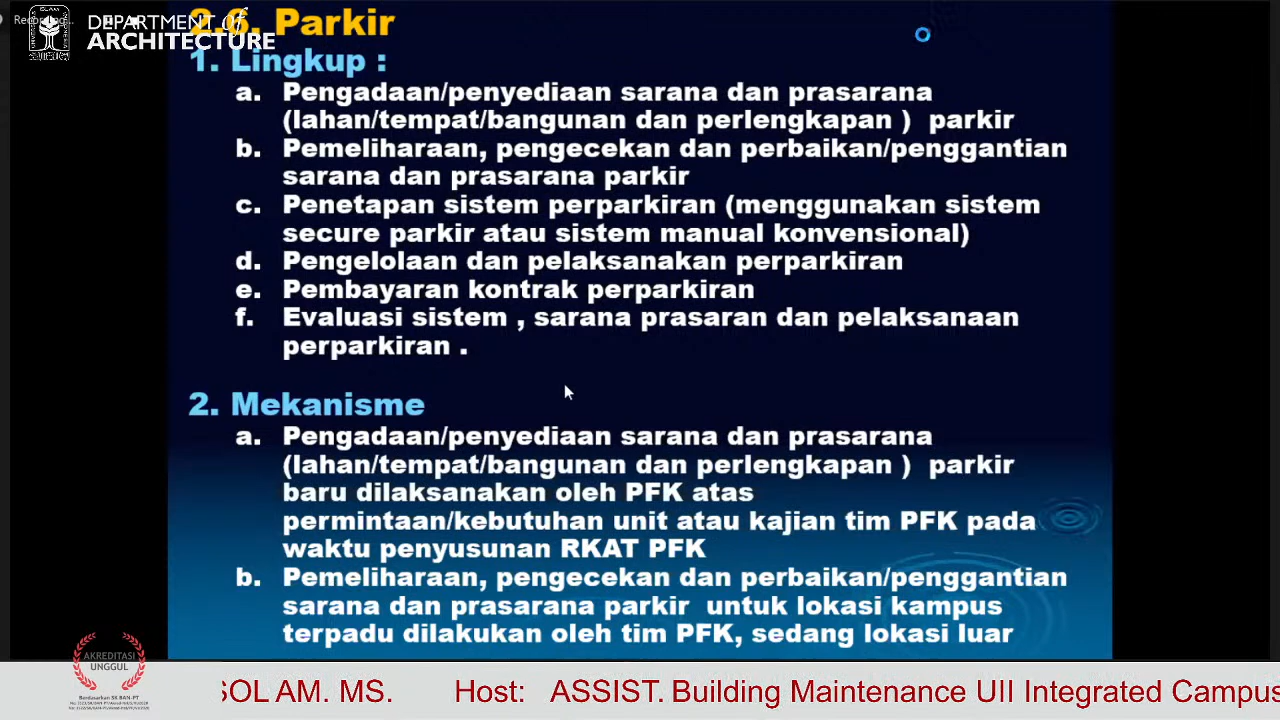 Recording...
DEPARTMENT of
ARCHITECTURE
2.6. Parkir
1. Lingkup :
a. Pengadaan/penyediaan sarana dan prasarana
(lahan/tempat/bangunan dan perlengkapan ) parkir
b. Pemeliharaan, pengecekan dan perbaikan/penggantian
sarana dan prasarana parkir
c. Penetapan sistem perparkiran (menggunakan sistem
secure parkir atau sistem manual konvensional)
d. Pengelolaan dan pelaksanakan perparkiran
e. Pembayaran kontrak perparkiran
f. Evaluasi sistem , sarana prasaran dan pelaksanaan
perparkiran .
2. Mekanisme
a. Pengadaan/penyediaan sarana dan prasarana
(lahan/tempat/bangunan dan perlengkapan ) parkir
baru dilaksanakan oleh PFK atas
permintaan/kebutuhan unit atau kajian tim PFK pada
waktu penyusunan RKAT PFK
b. Pemeliharaan, pengecekan dan perbaikan/penggantian
sarana dan prasarana parkir untuk lokasi kampus
terpadu dilakukan oleh tim PFK, sedang lokasi luar
AKREDITASI
UNGGUL
Berdasarkan SK BAN-PT
SOL AM. MS. Host: ASSIST. Building Maintenance UII Integrated Campus